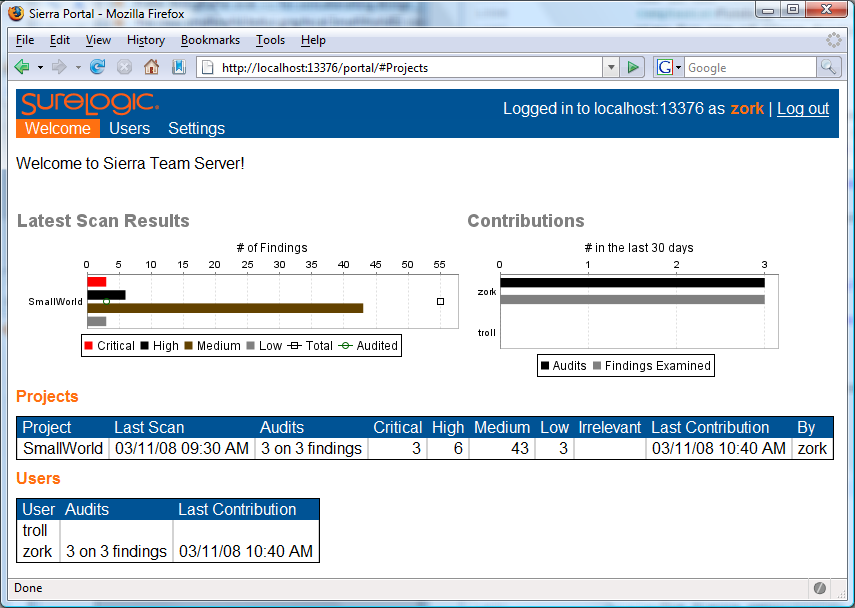 Sierra Portal - Mozilla Firefox
File Edit View History Bookmarks Tools Help
http://localhost:13376/portal/#Projects
G Google
SURELOGIC.
Logged in to localhost:13376 as zork | Log out
Welcome Users Settings
Welcome to Sierra Team Server!
Latest Scan Results
# of Findings
0 5 10 15 20 25 30 35 40 45 50 55
SmallWorld
Critical High Medium Low Total Audited
Contributions
# in the last 30 days
0 1 2 3
zork
troll
Audits Findings Examined
Projects
Project Last Scan Audits Critical High Medium Low Irrelevant Last Contribution By
SmallWorld 03/11/08 09:30 AM 3 on 3 findings 3 6 43 3 03/11/08 10:40 AM zork
Users
User Audits Last Contribution
troll
zork 3 on 3 findings 03/11/08 10:40 AM
Done